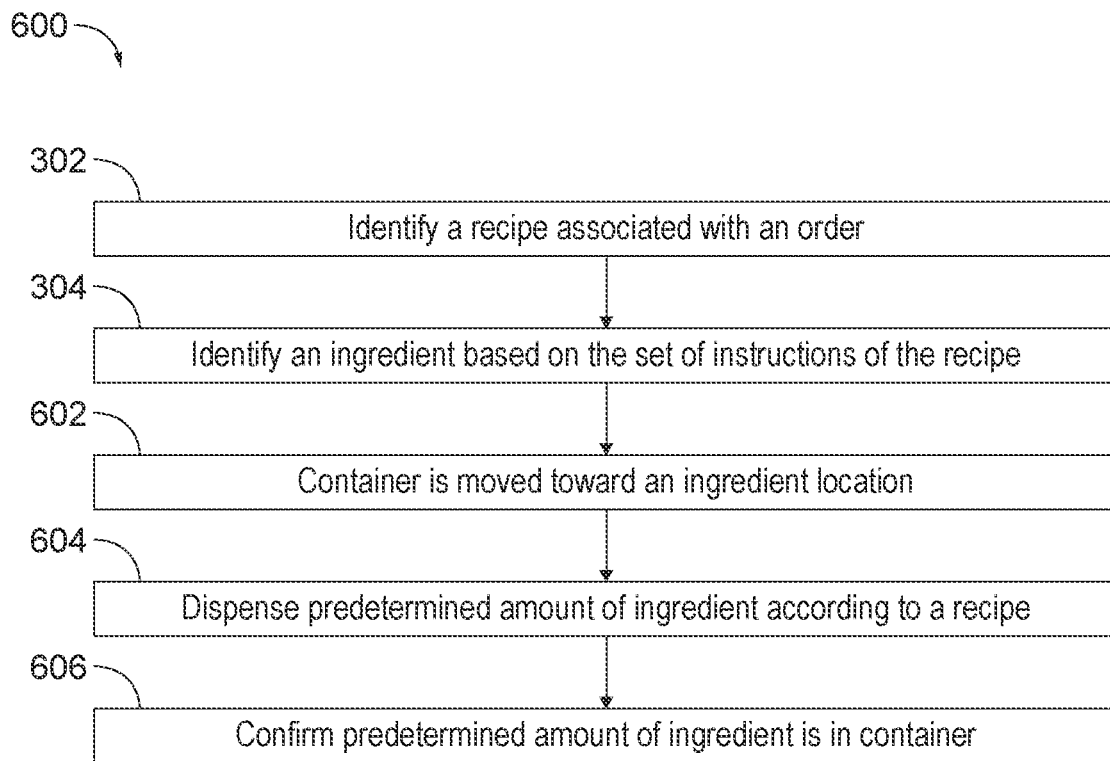 600
302
Identify a recipe associated with an order
304
Identify an ingredient based on the set of instructions of the recipe
602
Container is moved toward an ingredient location
604
Dispense predetermined amount of ingredient according to a recipe
606
Confirm predetermined amount of ingredient is in container